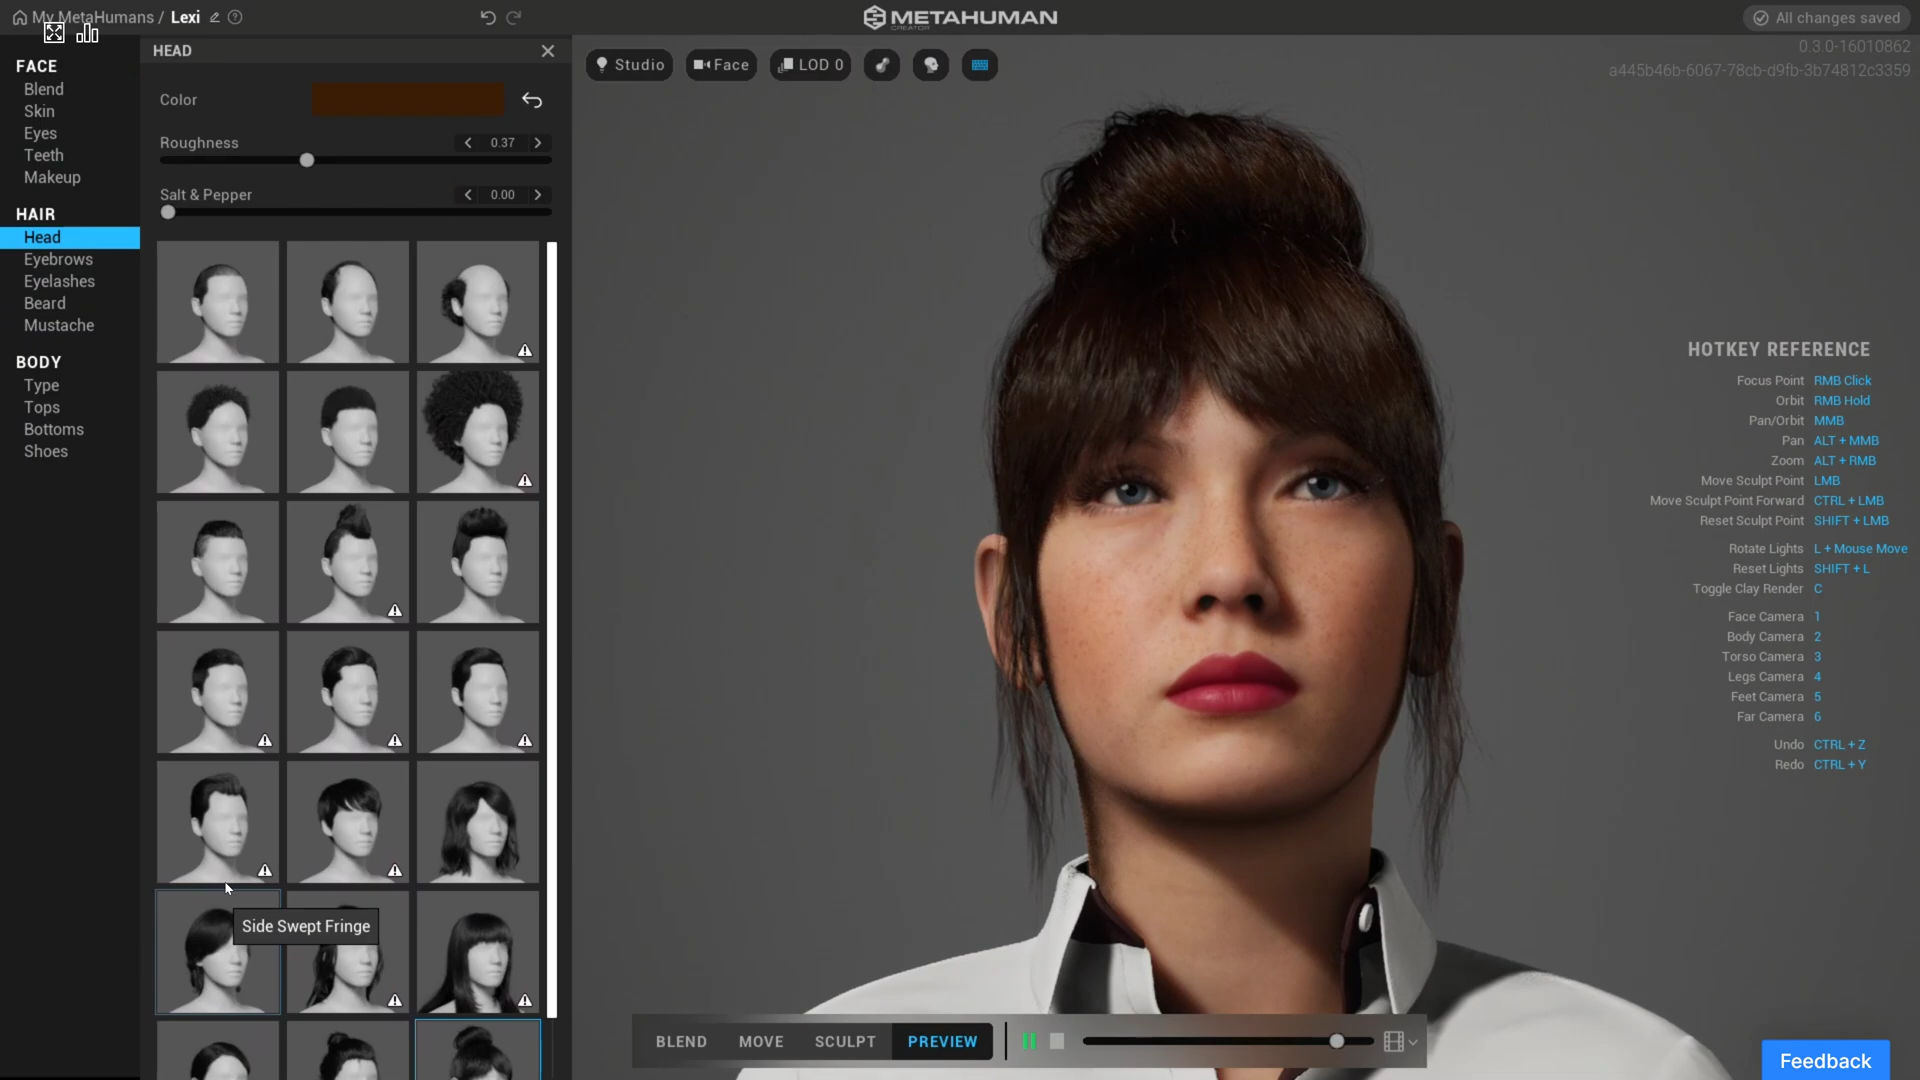 My MetaHumans / Lexi
METAHUMAN
CREATOR
All changes saved
0.3.0-16010862
a445b46b-6067-78cb-d9fb-3b74812c3359
FACE
Blend
Skin
Eyes
Teeth
Makeup
HAIR
Head
Eyebrows
Eyelashes
Beard
Mustache
BODY
Type
Tops
Bottoms
Shoes
HEAD
Color
Roughness
0.37
Salt & Pepper
0.00
Side Swept Fringe
Studio
Face
LOD 0
HOTKEY REFERENCE
Focus Point RMB Click
Orbit RMB Hold
Pan/Orbit MMB
Pan ALT + MMB
Zoom ALT + RMB
Move Sculpt Point LMB
Move Sculpt Point Forward CTRL + LMB
Reset Sculpt Point SHIFT + LMB
Rotate Lights L + Mouse Move
Reset Lights SHIFT + L
Toggle Clay Render C
Face Camera 1
Body Camera 2
Torso Camera 3
Legs Camera 4
Feet Camera 5
Far Camera 6
Undo CTRL + Z
Redo CTRL + Y
BLEND MOVE SCULPT PREVIEW
Feedback